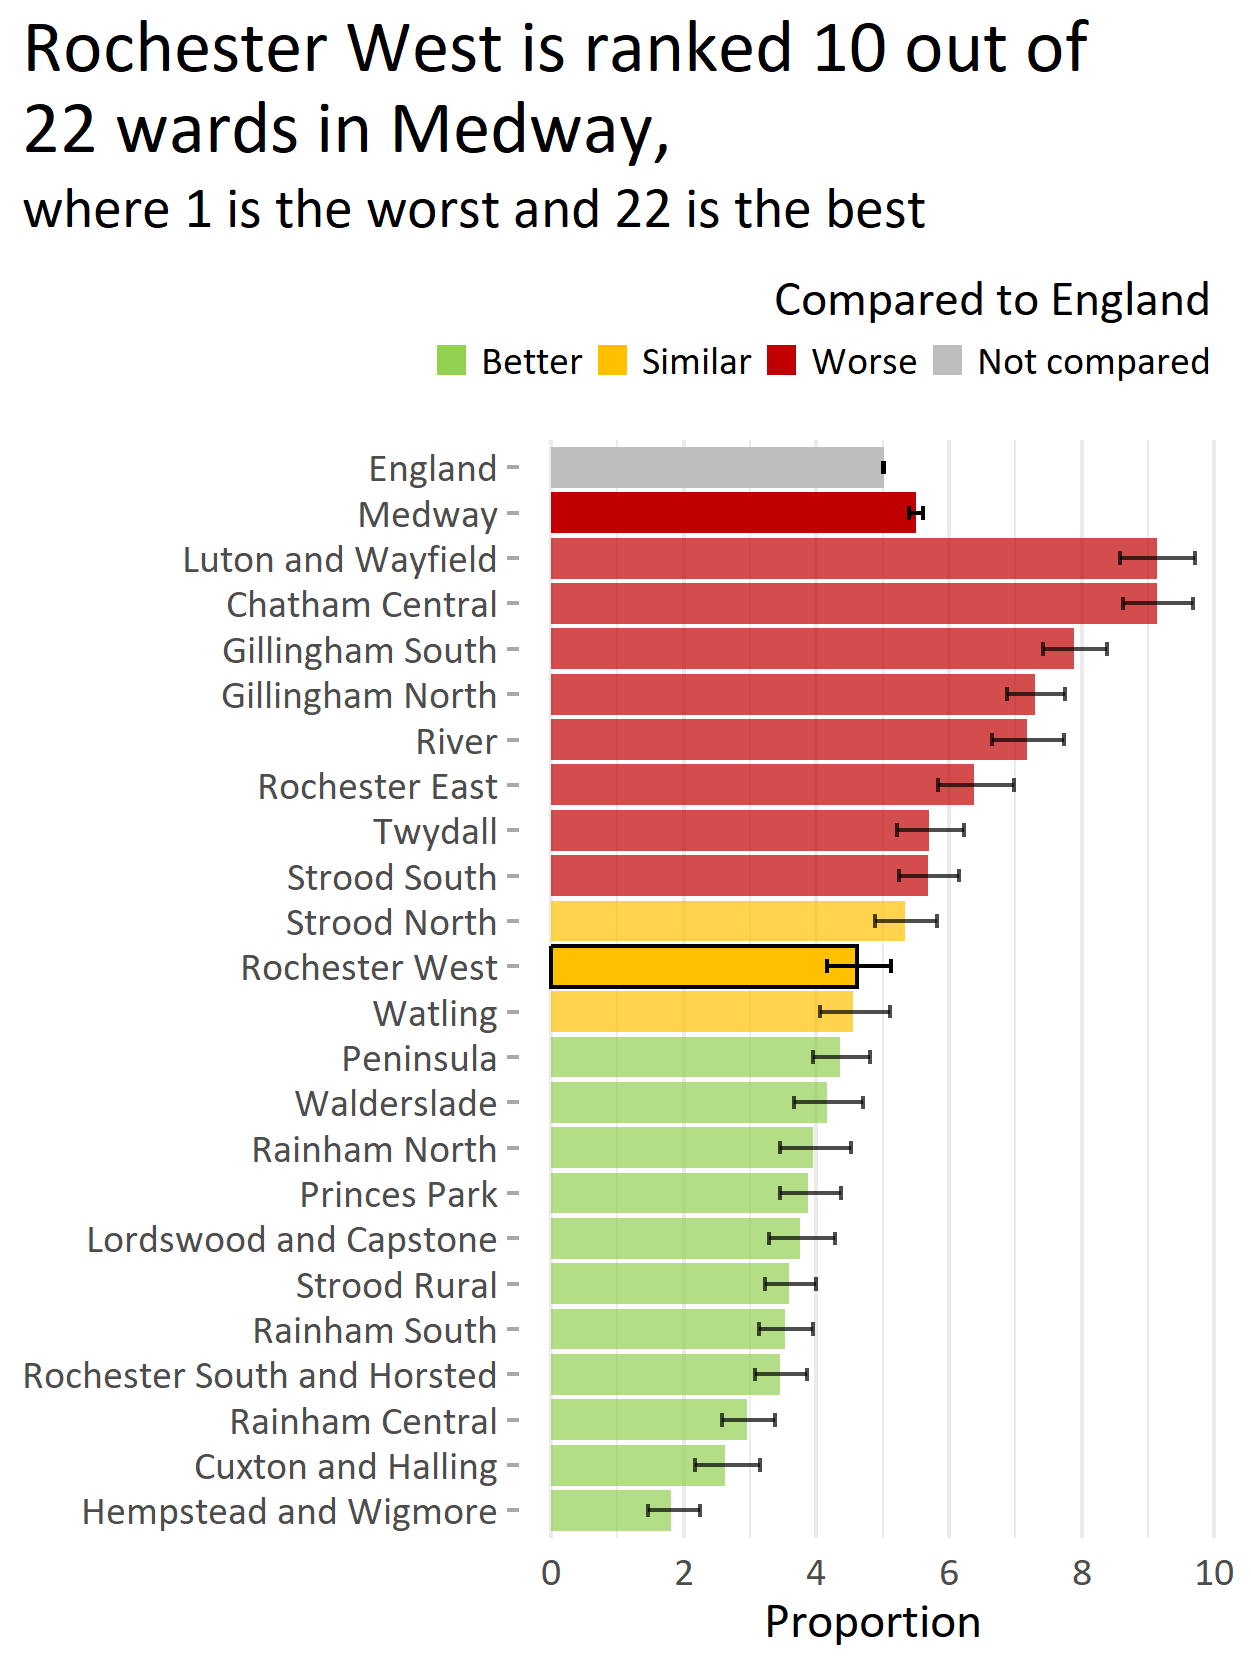 Rochester West is ranked 10 out of
22 wards in Medway,
where 1 is the worst and 22 is the best
Compared to England
Better Similar Worse Not compared
England
Medway
Luton and Wayfield
Chatham Central
Gillingham South
Gillingham North
River
Rochester East
Twydall
Strood South
Strood North
Rochester West
Watling
Peninsula
Walderslade
Rainham North
Princes Park
Lordswood and Capstone
Strood Rural
Rainham South
Rochester South and Horsted
Rainham Central
Cuxton and Halling
Hempstead and Wigmore
0 2 4 6 8 10
Proportion